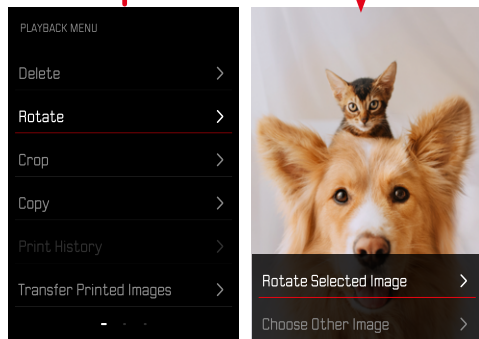 PLAYBACK MENU
Delete
Rotate
Crop
Copy
Print History
Transfer Printed Images
Rotate Selected Image
Choose Other Image